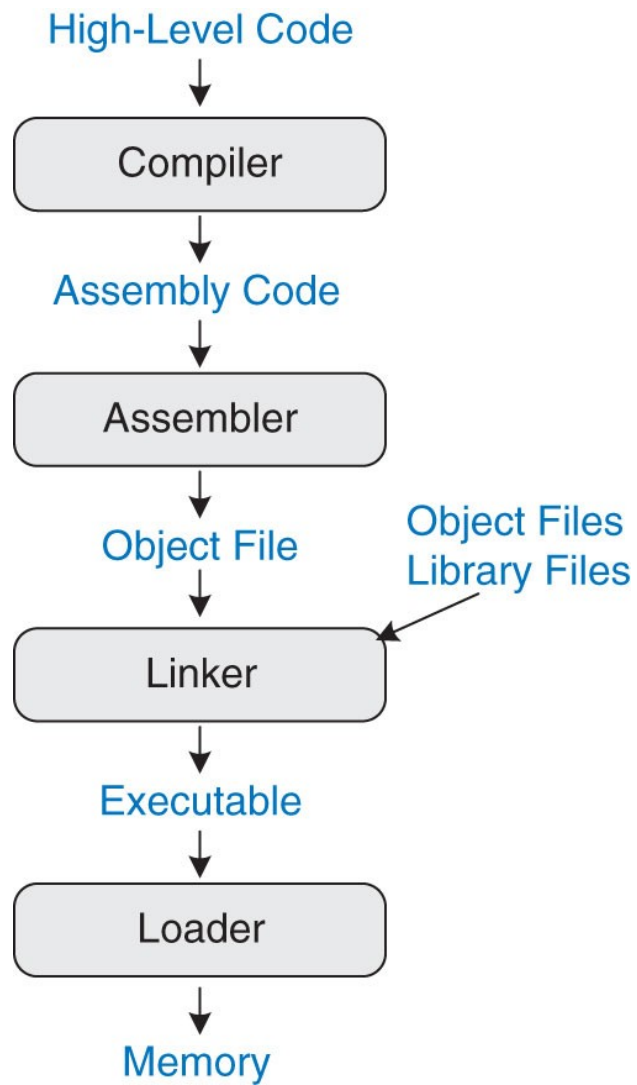 High-Level Code
Compiler
Assembly Code
Assembler
Object File
Object Files
Library Files
Linker
Executable
Loader
Memory